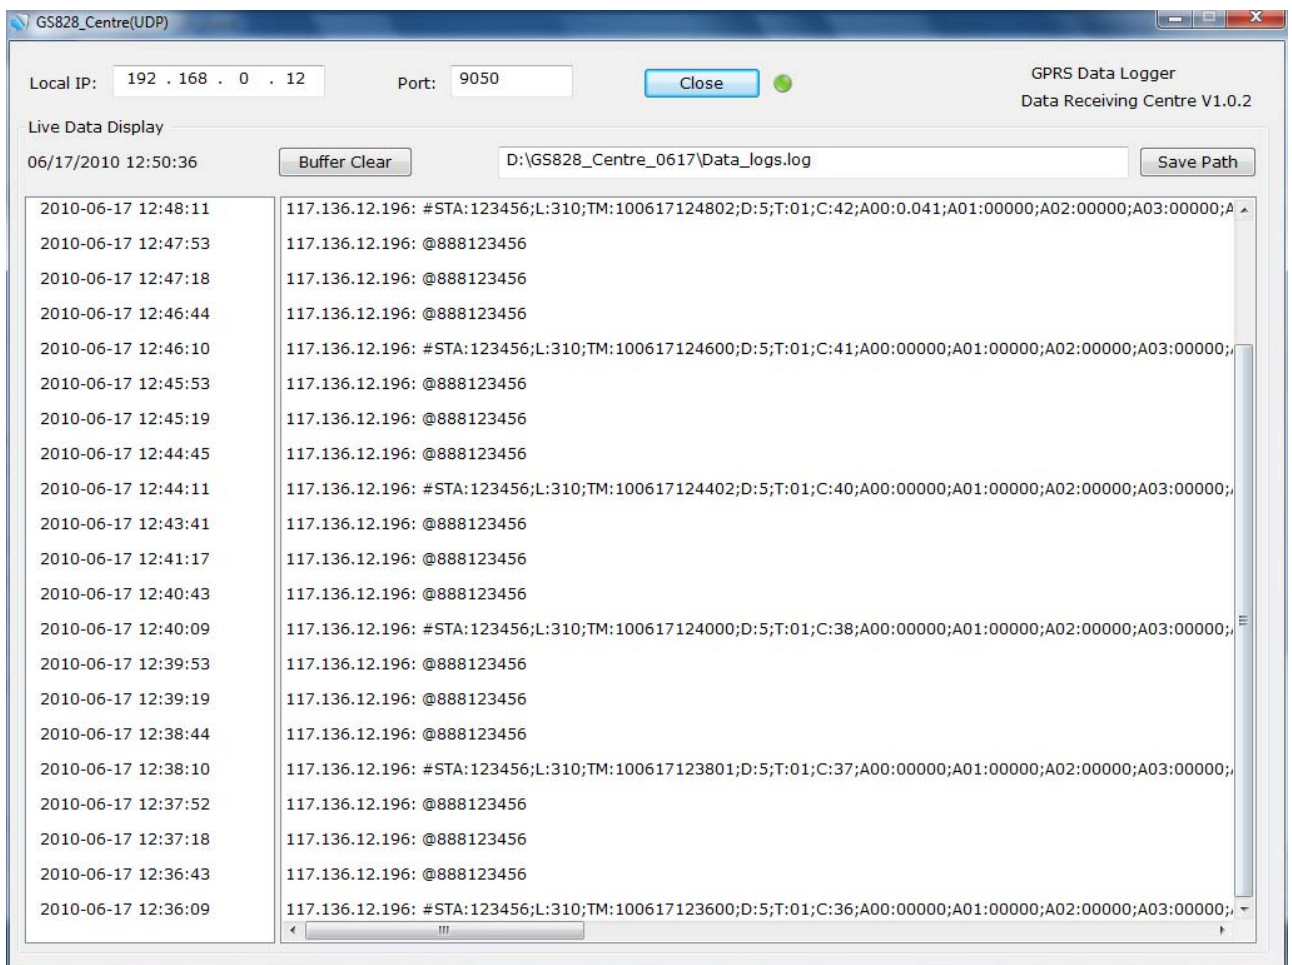 GS828_Centre(UDP)
Local IP: 192 . 168 . 0 . 12 Port: 9050 Close GPRS Data Logger
Data Receiving Centre V1.0.2
Live Data Display
06/17/2010 12:50:36 Buffer Clear D:\GS828_Centre_0617\Data_logs.log Save Path
2010-06-17 12:48:11 117.136.12.196: #STA:123456;L:310;TM:100617124802;D:5;T:01;C:42;A00:0.041;A01:00000;A02:00000;A03:00000;A
2010-06-17 12:47:53 117.136.12.196: @888123456
2010-06-17 12:47:18 117.136.12.196: @888123456
2010-06-17 12:46:44 117.136.12.196: @888123456
2010-06-17 12:46:10 117.136.12.196: #STA:123456;L:310;TM:100617124600;D:5;T:01;C:41;A00:00000;A01:00000;A02:00000;A03:00000;
2010-06-17 12:45:53 117.136.12.196: @888123456
2010-06-17 12:45:19 117.136.12.196: @888123456
2010-06-17 12:44:45 117.136.12.196: @888123456
2010-06-17 12:44:11 117.136.12.196: #STA:123456;L:310;TM:100617124402;D:5;T:01;C:40;A00:00000;A01:00000;A02:00000;A03:00000;
2010-06-17 12:43:41 117.136.12.196: @888123456
2010-06-17 12:41:17 117.136.12.196: @888123456
2010-06-17 12:40:43 117.136.12.196: @888123456
2010-06-17 12:40:09 117.136.12.196: #STA:123456;L:310;TM:100617124000;D:5;T:01;C:38;A00:00000;A01:00000;A02:00000;A03:00000;
2010-06-17 12:39:53 117.136.12.196: @888123456
2010-06-17 12:39:19 117.136.12.196: @888123456
2010-06-17 12:38:44 117.136.12.196: @888123456
2010-06-17 12:38:10 117.136.12.196: #STA:123456;L:310;TM:100617123801;D:5;T:01;C:37;A00:00000;A01:00000;A02:00000;A03:00000;
2010-06-17 12:37:52 117.136.12.196: @888123456
2010-06-17 12:37:18 117.136.12.196: @888123456
2010-06-17 12:36:43 117.136.12.196: @888123456
2010-06-17 12:36:09 117.136.12.196: #STA:123456;L:310;TM:100617123600;D:5;T:01;C:36;A00:00000;A01:00000;A02:00000;A03:00000;